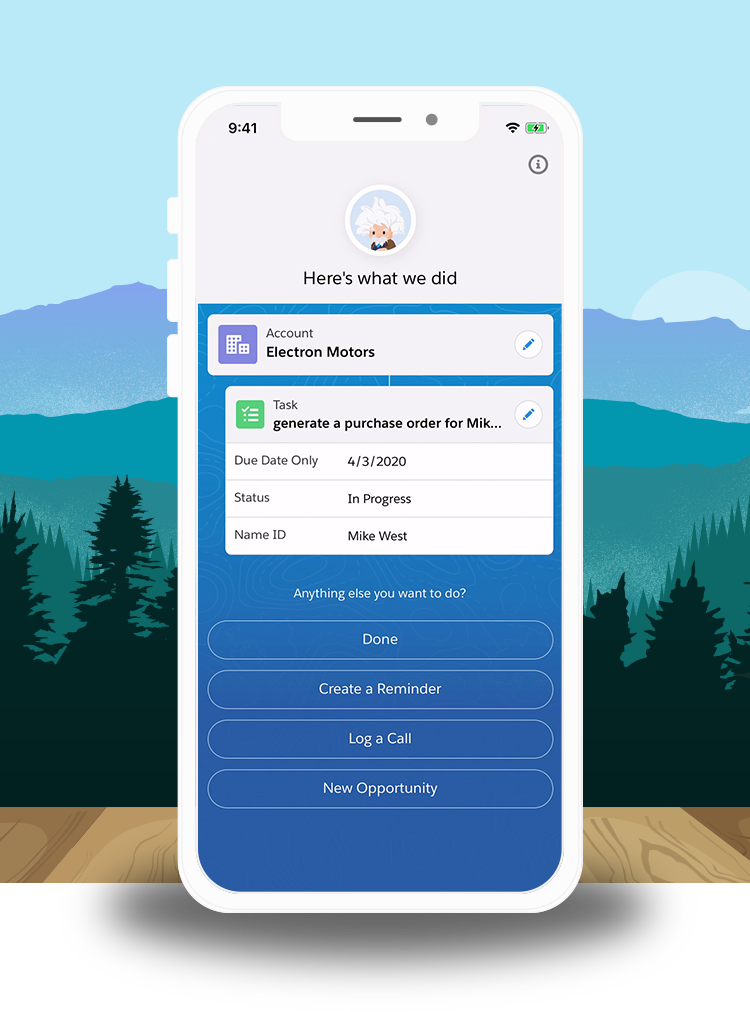 9:41
Here's what we did
Account
Electron Motors
Task
generate a purchase order for Mik...
Due Date Only 4/3/2020
Status In Progress
Name ID Mike West
Anything else you want to do?
Done
Create a Reminder
Log a Call
New Opportunity